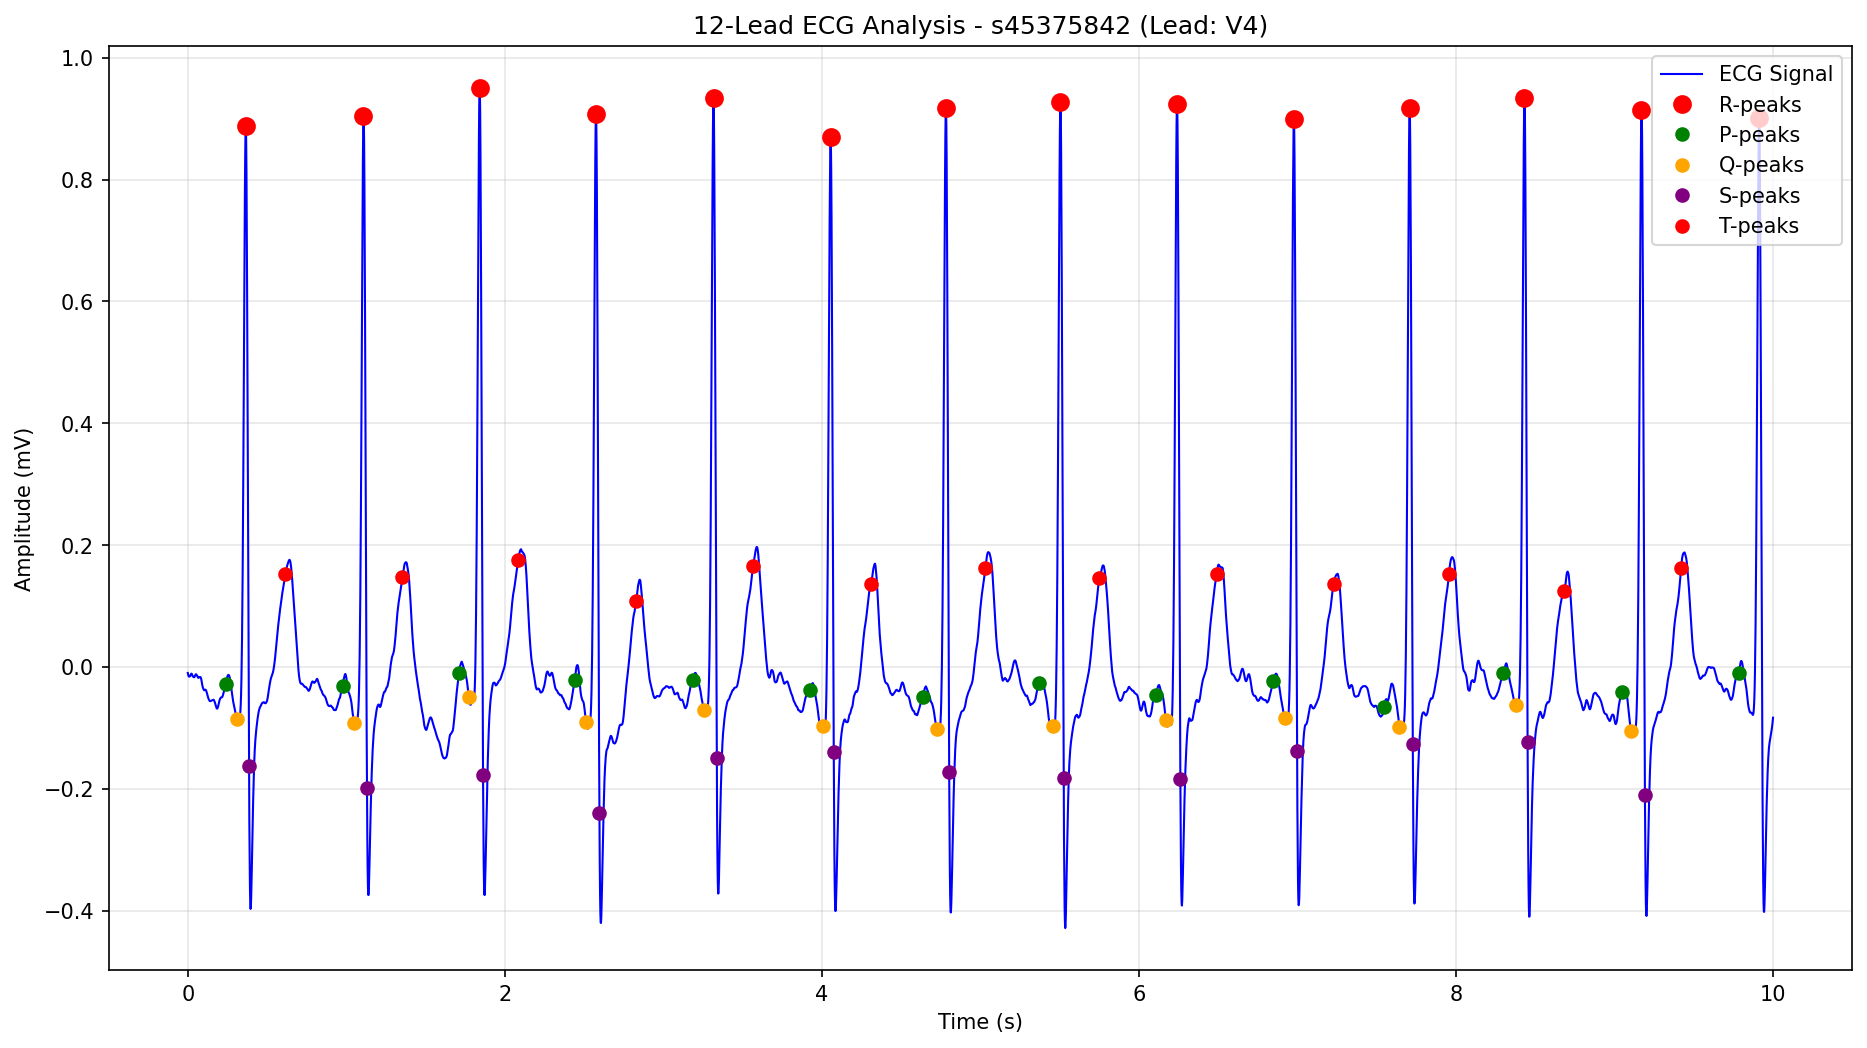 12-Lead ECG Analysis - s45375842 (Lead: V4)
ECG Signal
R-peaks
P-peaks
Q-peaks
S-peaks
T-peaks
1.0
0.8
0.6
0.4
0.2
0.0
−0.2
−0.4
Amplitude (mV)
0 2 4 6 8 10
Time (s)